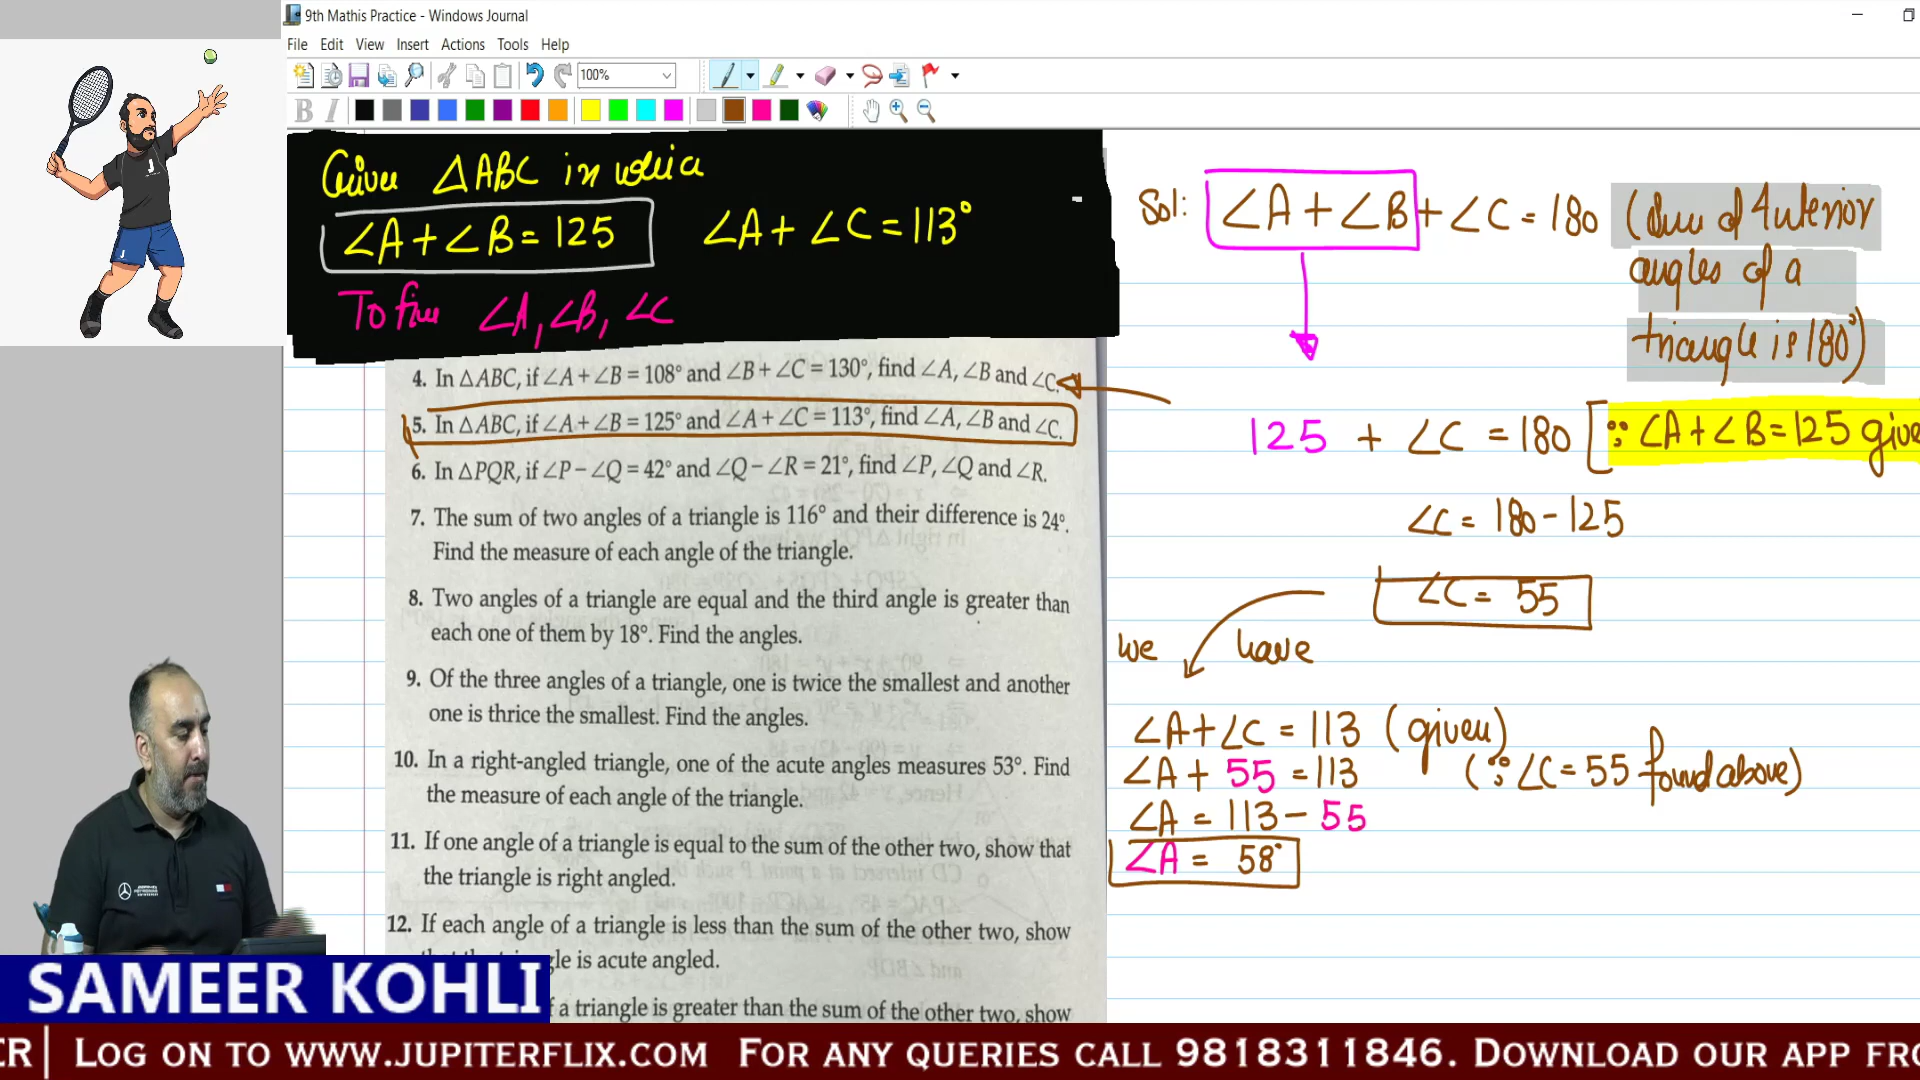 9th Mathis Practice - Windows Journal
File Edit View Insert Actions Tools Help
100%
B I
Given △ABC in which
∠A+∠B=125 ∠A+ ∠C=113°
To find ∠A,∠B, ∠C
4. In △ABC, if ∠A + ∠B = 108° and ∠B + ∠C = 130°, find ∠A, ∠B and ∠C.
5. In △ABC, if ∠A + ∠B = 125° and ∠A + ∠C = 113°, find ∠A, ∠B and ∠C.
6. In △PQR, if ∠P − ∠Q = 42° and ∠Q − ∠R = 21°, find ∠P, ∠Q and ∠R.
7. The sum of two angles of a triangle is 116° and their difference is 24°.
Find the measure of each angle of the triangle.
8. Two angles of a triangle are equal and the third angle is greater than
each one of them by 18°. Find the angles.
9. Of the three angles of a triangle, one is twice the smallest and another
one is thrice the smallest. Find the angles.
10. In a right-angled triangle, one of the acute angles measures 53°. Find
the measure of each angle of the triangle.
11. If one angle of a triangle is equal to the sum of the other two, show that
the triangle is right angled.
12. If each angle of a triangle is less than the sum of the other two, show
le is acute angled.
f a triangle is greater than the sum of the other two, show
Sol: ∠A+∠B+∠C=180 (Sum of Interior
angles of a
triangle is 180°)
125 + ∠C =180 [∵ ∠A+∠B=125 give
∠C= 180-125
∠C= 55
We have
∠A+∠C =113 (given)
∠A+ 55 =113 (∵ ∠C=55 found above)
∠A = 113- 55
∠A = 58°
SAMEER KOHLI
ER| LOG ON TO WWW.JUPITERFLIX.COM FOR ANY QUERIES CALL 9818311846. DOWNLOAD OUR APP FRO